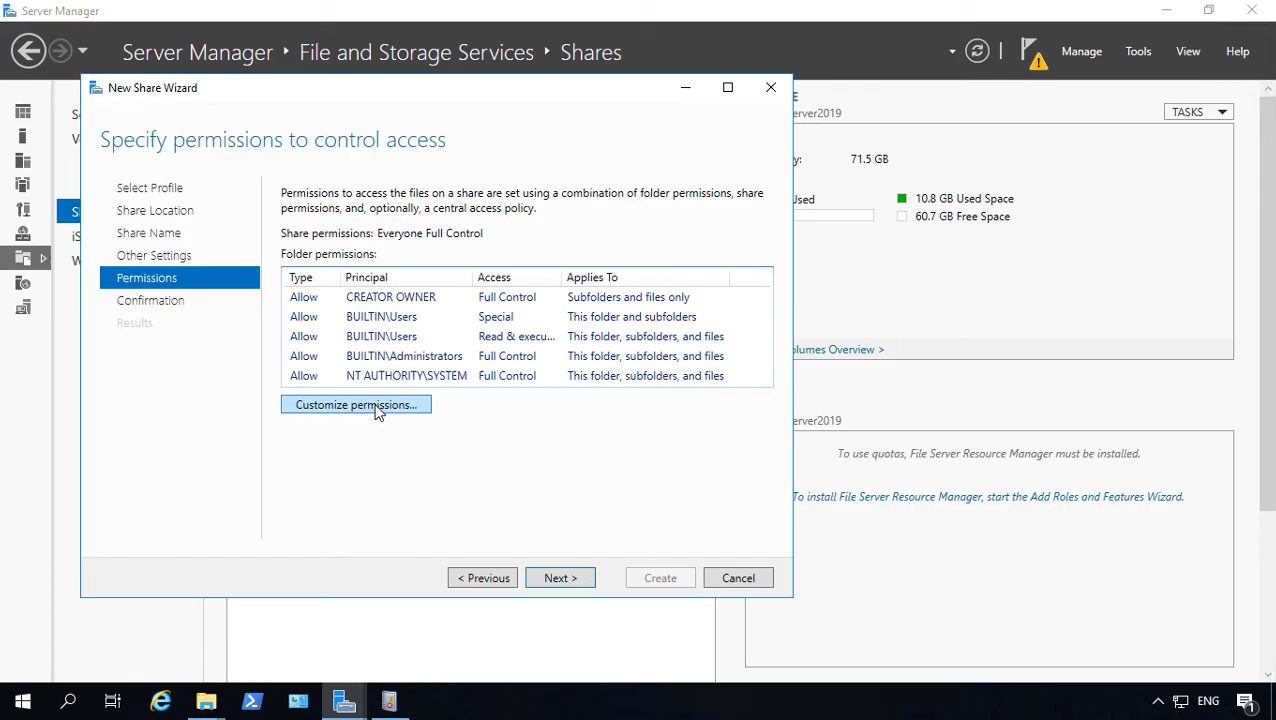 Server Manager
Server Manager File and Storage Services Shares
Manage Tools View Help
New Share Wizard
Specify permissions to control access
Select Profile
Share Location
Share Name
Other Settings
Permissions
Confirmation
Results
Permissions to access the files on a share are set using a combination of folder permissions, share
permissions, and, optionally, a central access policy.
Share permissions: Everyone Full Control
Folder permissions:
Type Principal Access Applies To
Allow CREATOR OWNER Full Control Subfolders and files only
Allow BUILTIN\Users Special This folder and subfolders
Allow BUILTIN\Users Read & execu... This folder, subfolders, and files
Allow BUILTIN\Administrators Full Control This folder, subfolders, and files
Allow NT AUTHORITY\SYSTEM Full Control This folder, subfolders, and files
Customize permissions...
< Previous Next > Create Cancel
erver2019
TASKS
y: 71.5 GB
Used
10.8 GB Used Space
60.7 GB Free Space
olumes Overview >
erver2019
To use quotas, File Server Resource Manager must be installed.
To install File Server Resource Manager, start the Add Roles and Features Wizard.
ENG
1